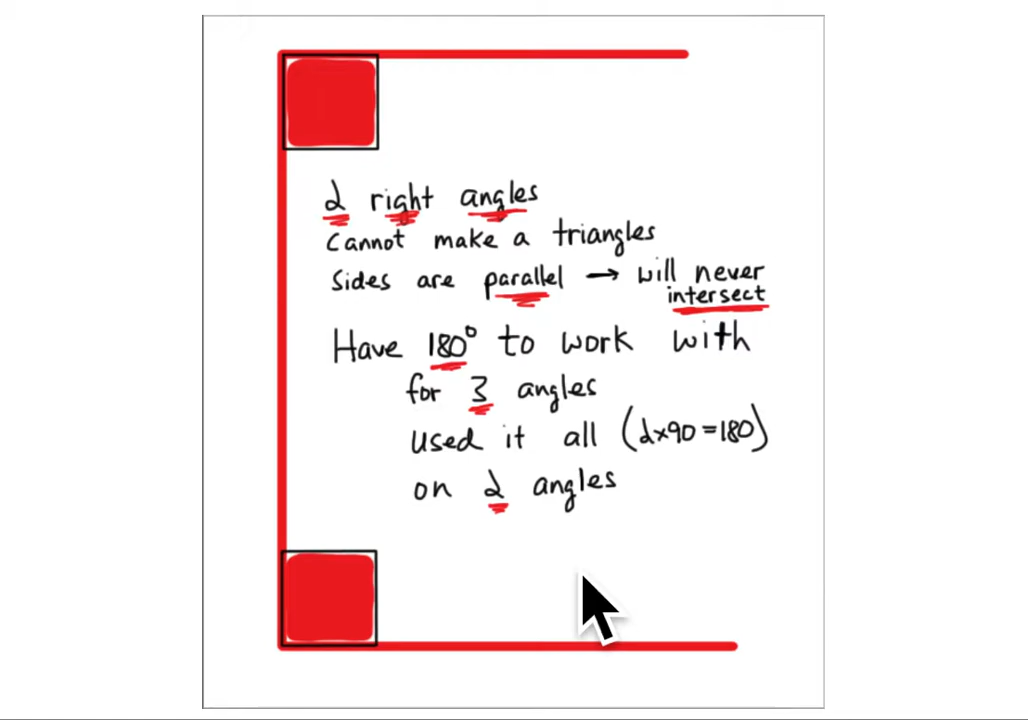 2 right angles
Cannot make a triangles
Sides are parallel → will never
intersect
Have 180° to work with
for 3 angles
used it all (2x90=180)
on 2 angles